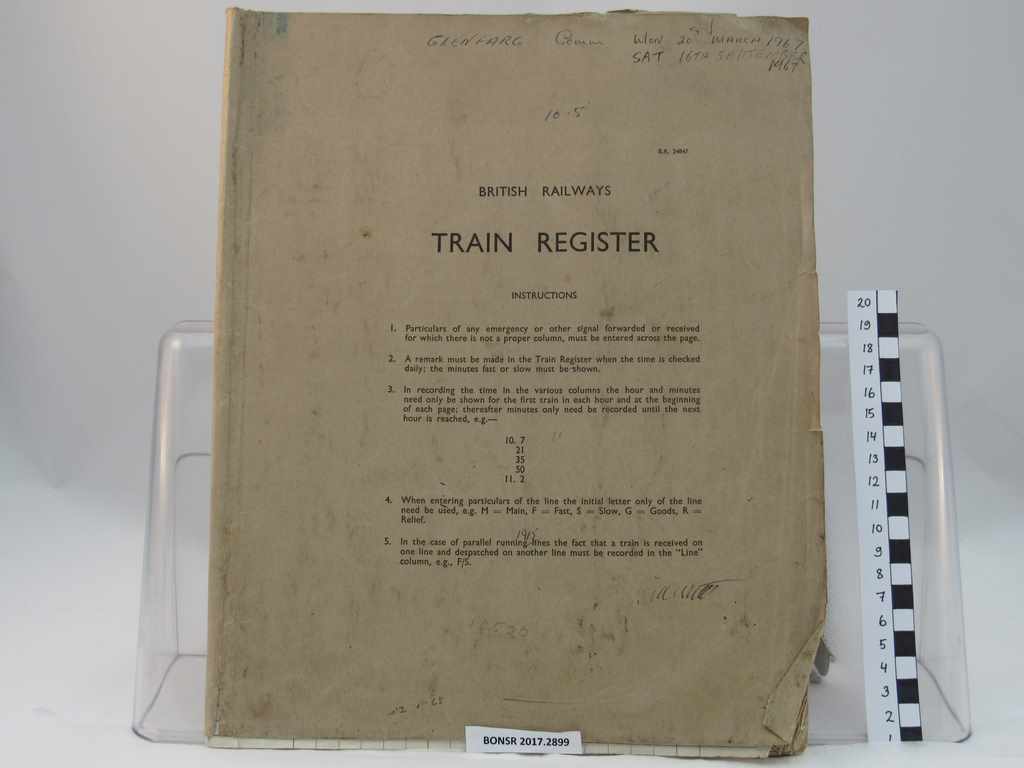 GLENFARG Comm WON 20TH MARCH 1967
SAT 16TH SEPTEMBER
1967
10.5
B.R. 24847
BRITISH RAILWAYS
TRAIN REGISTER
INSTRUCTIONS
1. Particulars of any emergency or other signal forwarded or received
for which there is not a proper column, must be entered across the page.
2. A remark must be made in the Train Register when the time is checked
daily; the minutes fast or slow must be shown.
3. In recording the time in the various columns the hour and minutes
need only be shown for the first train in each hour and at the beginning
of each page; thereafter minutes only need be recorded until the next
hour is reached, e.g.—
10. 7
21
35
50
11. 2
4. When entering particulars of the line the initial letter only of the line
need be used, e.g. M = Main, F = Fast, S = Slow, G = Goods, R =
Relief.
5. In the case of parallel running lines the fact that a train is received on
one line and despatched on another line must be recorded in the "Line"
column, e.g., F/S.
BONSR 2017.2899
20
19
18
17
16
15
14
13
12
11
10
9
8
7
6
5
4
3
2
1